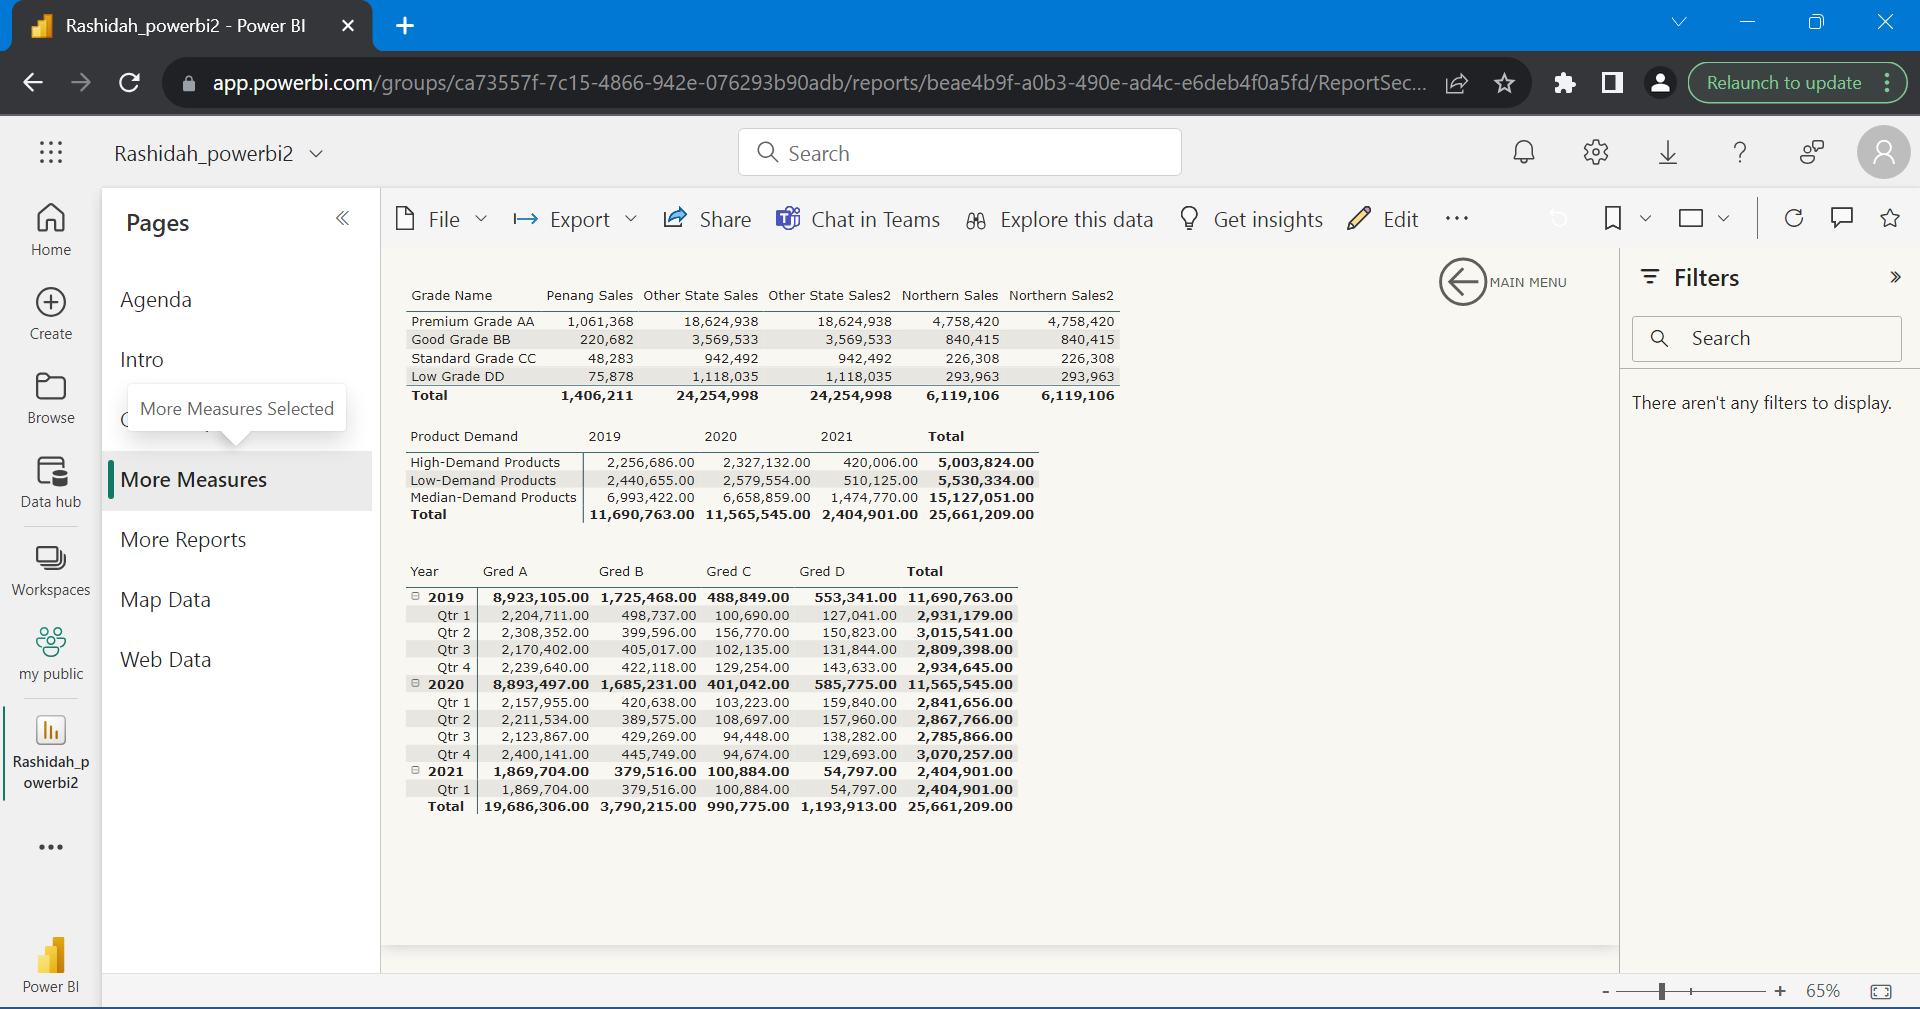 Rashidah_powerbi2 - Power BI
app.powerbi.com/groups/ca73557f-7c15-4866-942e-076293b90adb/reports/beae4b9f-a0b3-490e-ad4c-e6deb4f0a5fd/ReportSec...
Relaunch to update
Rashidah_powerbi2
Search
Home
Create
Browse
Data hub
Workspaces
my public
Rashidah_p
owerbi2
Power BI
Pages
Agenda
Intro
More Measures Selected
More Measures
More Reports
Map Data
Web Data
File Export Share Chat in Teams Explore this data Get insights Edit
MAIN MENU
Grade Name Penang Sales Other State Sales Other State Sales2 Northern Sales Northern Sales2
Premium Grade AA 1,061,368 18,624,938 18,624,938 4,758,420 4,758,420
Good Grade BB 220,682 3,569,533 3,569,533 840,415 840,415
Standard Grade CC 48,283 942,492 942,492 226,308 226,308
Low Grade DD 75,878 1,118,035 1,118,035 293,963 293,963
Total 1,406,211 24,254,998 24,254,998 6,119,106 6,119,106
Product Demand 2019 2020 2021 Total
High-Demand Products 2,256,686.00 2,327,132.00 420,006.00 5,003,824.00
Low-Demand Products 2,440,655.00 2,579,554.00 510,125.00 5,530,334.00
Median-Demand Products 6,993,422.00 6,658,859.00 1,474,770.00 15,127,051.00
Total 11,690,763.00 11,565,545.00 2,404,901.00 25,661,209.00
Year Gred A Gred B Gred C Gred D Total
2019 8,923,105.00 1,725,468.00 488,849.00 553,341.00 11,690,763.00
Qtr 1 2,204,711.00 498,737.00 100,690.00 127,041.00 2,931,179.00
Qtr 2 2,308,352.00 399,596.00 156,770.00 150,823.00 3,015,541.00
Qtr 3 2,170,402.00 405,017.00 102,135.00 131,844.00 2,809,398.00
Qtr 4 2,239,640.00 422,118.00 129,254.00 143,633.00 2,934,645.00
2020 8,893,497.00 1,685,231.00 401,042.00 585,775.00 11,565,545.00
Qtr 1 2,157,955.00 420,638.00 103,223.00 159,840.00 2,841,656.00
Qtr 2 2,211,534.00 389,575.00 108,697.00 157,960.00 2,867,766.00
Qtr 3 2,123,867.00 429,269.00 94,448.00 138,282.00 2,785,866.00
Qtr 4 2,400,141.00 445,749.00 94,674.00 129,693.00 3,070,257.00
2021 1,869,704.00 379,516.00 100,884.00 54,797.00 2,404,901.00
Qtr 1 1,869,704.00 379,516.00 100,884.00 54,797.00 2,404,901.00
Total 19,686,306.00 3,790,215.00 990,775.00 1,193,913.00 25,661,209.00
Filters
Search
There aren't any filters to display.
- + 65%